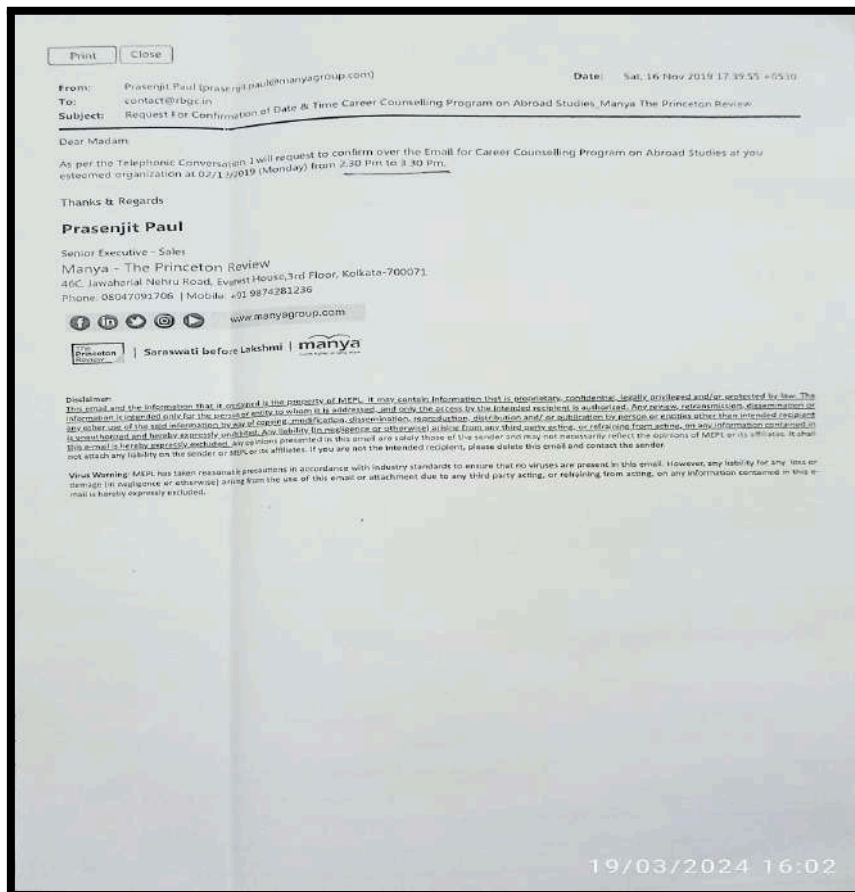 Print Close
Date: Sat, 16 Nov 2019 17:39:55 +0530
From: Prasenjit Paul (prasenjit.paul@manyagroup.com)
To: contact@rbgc.in
Subject: Request For Confirmation of Date & Time Career Counselling Program on Abroad Studies_Manya The Princeton Review
Dear Madam
As per the Telephonic Conversation I will request to confirm over the Email for Career Counselling Program on Abroad Studies at you
esteemed organization at 02/12/2019 (Monday) from 2.30 Pm to 3.30 Pm.
Thanks & Regards
Prasenjit Paul
Senior Executive - Sales
Manya - The Princeton Review
46C, Jawaharlal Nehru Road, Everest House,3rd Floor, Kolkata-700071
Phone: 08047091706 | Mobile: +91 9874281236
www.manyagroup.com
The Princeton Review | Saraswati before Lakshmi | manya
Disclaimer:
This email and the information that it contained is the property of MEPL. It may contain information that is proprietary, confidential, legally privileged and/or protected by law. The
information is intended only for the person or entity to whom it is addressed, and only the access by the intended recipient is authorized. Any review, retransmission, dissemination or
any other use of the said information by way of copying, modification, dissemination, reproduction, distribution and/ or publication by person or entities other than intended recipient
is unauthorized and hereby expressly Any liability (in negligence or otherwise) arising from any third party acting, or refraining from acting, on any information contained in
this e-mail is hereby expressly excluded. Any opinions presented in this email are solely those of the sender and may not necessarily reflect the opinions of MEPL or its affiliates. It shall
not attach any liability on the sender or MEPL or its affiliates. If you are not the intended recipient, please delete this email and contact the sender.
Virus Warning: MEPL has taken reasonable precautions in accordance with industry standards to ensure that no viruses are present in this email. However, any liability for any loss or
damage (in negligence or otherwise) arising from the use of this email or attachment due to any third party acting, or refraining from acting, on any information contained in this e-
mail is hereby expressly excluded.
19/03/2024 16:02